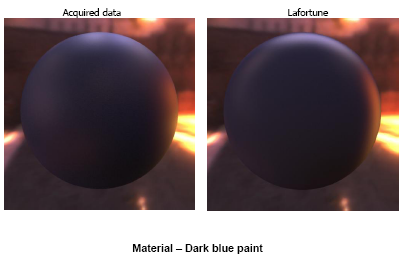 Acquired data
Lafortune
Material – Dark blue paint